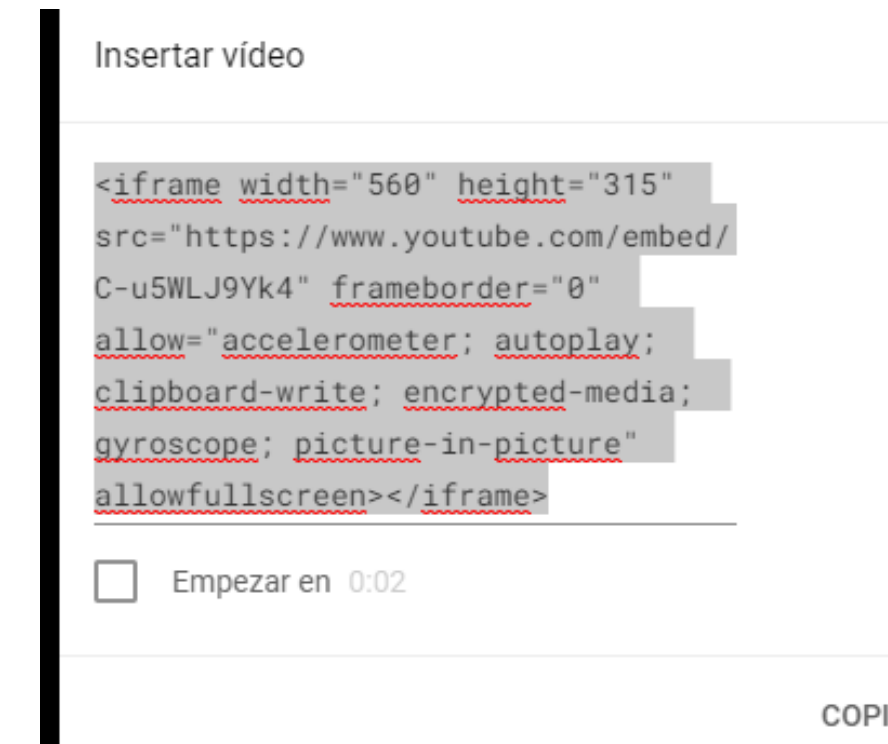 Insertar vídeo
<iframe width="560" height="315"
src="https://www.youtube.com/embed/
C-u5WLJ9Yk4" frameborder="0"
allow="accelerometer; autoplay;
clipboard-write; encrypted-media;
gyroscope; picture-in-picture"
allowfullscreen></iframe>
Empezar en 0:02
COPI